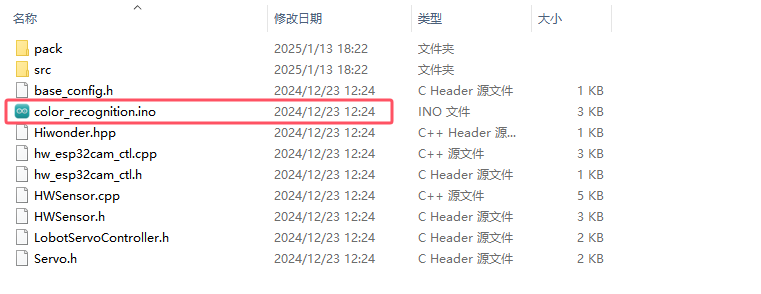 名称 修改日期 类型 大小
pack 2025/1/13 18:22 文件夹
src 2025/1/13 18:22 文件夹
base_config.h 2024/12/23 12:24 C Header 源文件 1 KB
color_recognition.ino 2024/12/23 12:24 INO 文件 3 KB
Hiwonder.hpp 2024/12/23 12:24 C++ Header 源... 1 KB
hw_esp32cam_ctl.cpp 2024/12/23 12:24 C++ 源文件 3 KB
hw_esp32cam_ctl.h 2024/12/23 12:24 C Header 源文件 1 KB
HWSensor.cpp 2024/12/23 12:24 C++ 源文件 5 KB
HWSensor.h 2024/12/23 12:24 C Header 源文件 3 KB
LobotServoController.h 2024/12/23 12:24 C Header 源文件 2 KB
Servo.h 2024/12/23 12:24 C Header 源文件 2 KB